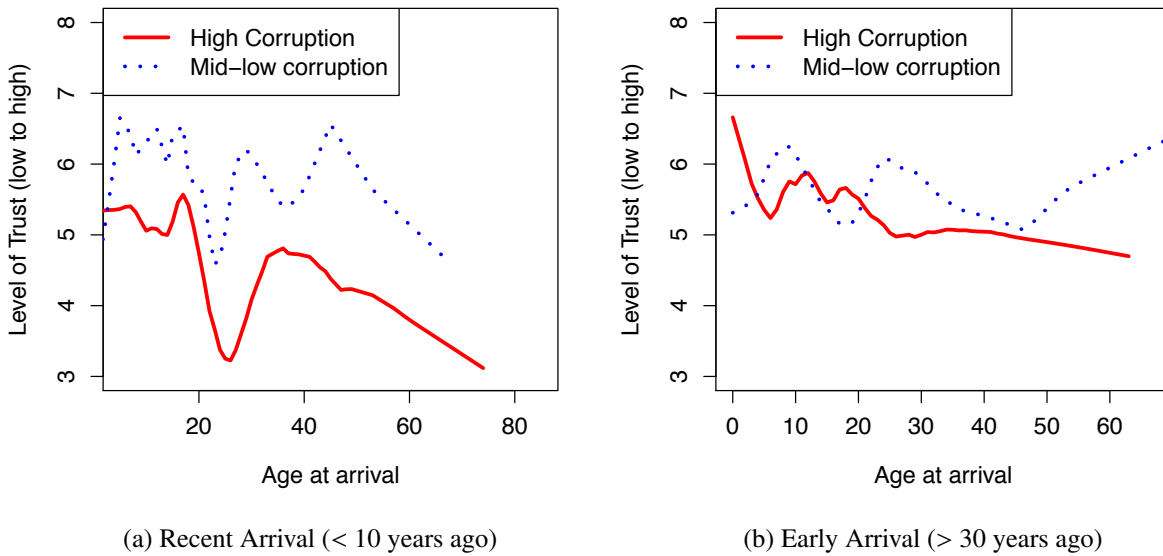 High Corruption
Mid−low corruption
Level of Trust (low to high)
8
7
6
5
4
3
20 40 60 80
Age at arrival
(a) Recent Arrival (< 10 years ago)
High Corruption
Mid−low corruption
Level of Trust (low to high)
8
7
6
5
4
3
0 10 20 30 40 50 60
Age at arrival
(b) Early Arrival (> 30 years ago)